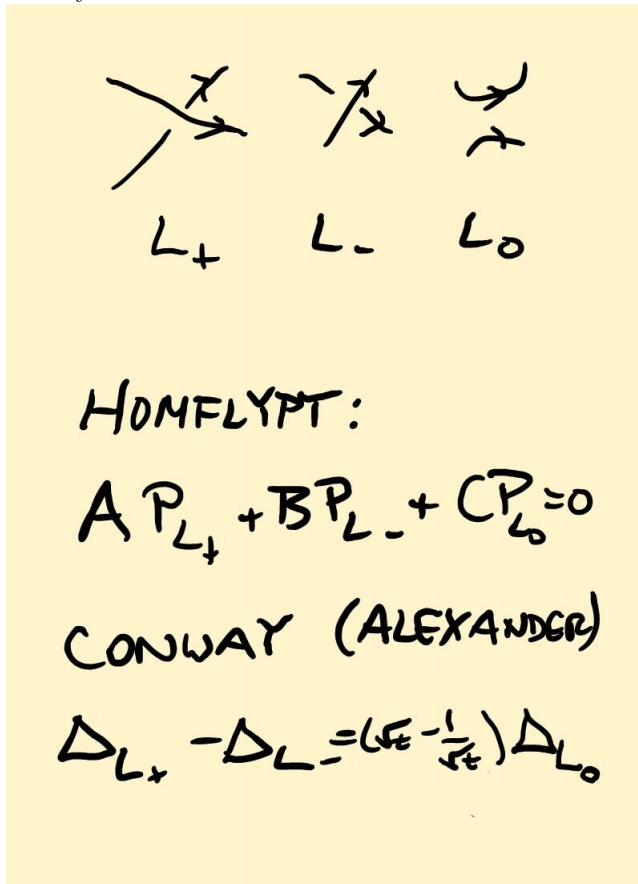 L₊ L₋ L₀
HOMFLYPT:
A P_{L₊} + B P_{L₋} + C P_{L₀} = 0
CONWAY (ALEXANDER)
Δ_{L₊} - Δ_{L₋} = (√t - 1/√t) Δ_{L₀}